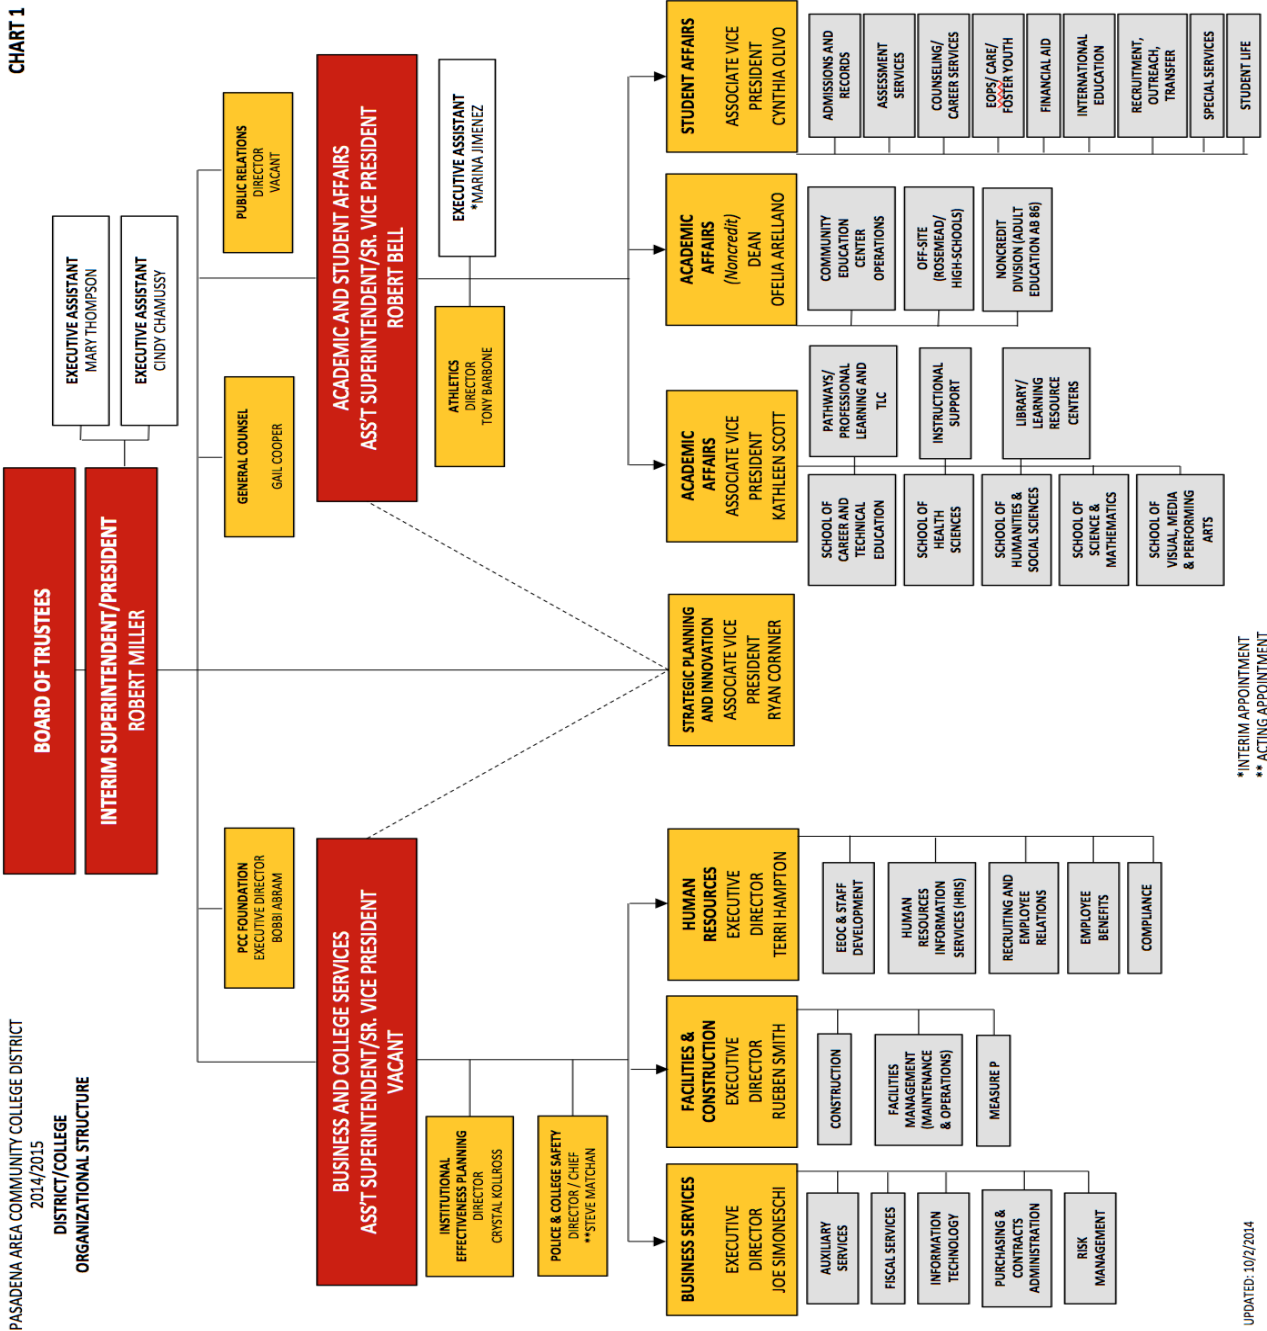 PASADENA AREA COMMUNITY COLLEGE DISTRICT
2014/2015
DISTRICT/COLLEGE
ORGANIZATIONAL STRUCTURE
CHART 1
BOARD OF TRUSTEES
INTERIM SUPERINTENDENT/PRESIDENT
ROBERT MILLER
EXECUTIVE ASSISTANT
MARY THOMPSON
EXECUTIVE ASSISTANT
CINDY CHAMUSSY
PCC FOUNDATION
EXECUTIVE DIRECTOR
BOBBI ABRAM
GENERAL COUNSEL
GAIL COOPER
PUBLIC RELATIONS
DIRECTOR
VACANT
BUSINESS AND COLLEGE SERVICES
ASS'T SUPERINTENDENT/SR. VICE PRESIDENT
VACANT
ACADEMIC AND STUDENT AFFAIRS
ASS'T SUPERINTENDENT/SR. VICE PRESIDENT
ROBERT BELL
INSTITUTIONAL
EFFECTIVENESS PLANNING
DIRECTOR
CRYSTAL KOLLROSS
POLICE & COLLEGE SAFETY
DIRECTOR / CHIEF
**STEVE MATCHAN
ATHLETICS
DIRECTOR
TONY BARBONE
EXECUTIVE ASSISTANT
*MARINA JIMENEZ
BUSINESS SERVICES
EXECUTIVE
DIRECTOR
JOE SIMONESCHI
FACILITIES &
CONSTRUCTION
EXECUTIVE
DIRECTOR
RUEBEN SMITH
HUMAN
RESOURCES
EXECUTIVE
DIRECTOR
TERRI HAMPTON
STRATEGIC PLANNING
AND INNOVATION
ASSOCIATE VICE
PRESIDENT
RYAN CORNNER
ACADEMIC
AFFAIRS
ASSOCIATE VICE
PRESIDENT
KATHLEEN SCOTT
ACADEMIC
AFFAIRS
(Noncredit)
DEAN
OFELIA ARELLANO
STUDENT AFFAIRS
ASSOCIATE VICE
PRESIDENT
CYNTHIA OLIVO
AUXILIARY
SERVICES
FISCAL SERVICES
INFORMATION
TECHNOLOGY
PURCHASING &
CONTRACTS
ADMINISTRATION
RISK
MANAGEMENT
CONSTRUCTION
FACILITIES
MANAGEMENT
(MAINTENANCE
& OPERATIONS)
MEASURE P
EEOC & STAFF
DEVELOPMENT
HUMAN
RESOURCES
INFORMATION
SERVICES (HRIS)
RECRUITING AND
EMPLOYEE
RELATIONS
EMPLOYEE
BENEFITS
COMPLIANCE
SCHOOL OF
CAREER AND
TECHNICAL
EDUCATION
SCHOOL OF
HEALTH
SCIENCES
SCHOOL OF
HUMANITIES &
SOCIAL SCIENCES
SCHOOL OF
SCIENCE &
MATHEMATICS
SCHOOL OF
VISUAL, MEDIA
& PERFORMING
ARTS
PATHWAYS/
PROFESSIONAL
LEARNING AND
TLC
INSTRUCTIONAL
SUPPORT
LIBRARY/
LEARNING
RESOURCE
CENTERS
COMMUNITY
EDUCATION
CENTER
OPERATIONS
OFF-SITE
(ROSEMEAD/
HIGH-SCHOOLS)
NONCREDIT
DIVISION (ADULT
EDUCATION AB 86)
ADMISSIONS AND
RECORDS
ASSESSMENT
SERVICES
COUNSELING/
CAREER SERVICES
EOPS/ CARE/
FOSTER YOUTH
FINANCIAL AID
INTERNATIONAL
EDUCATION
RECRUITMENT,
OUTREACH,
TRANSFER
SPECIAL SERVICES
STUDENT LIFE
*INTERIM APPOINTMENT
** ACTING APPOINTMENT
UPDATED: 10/2/2014